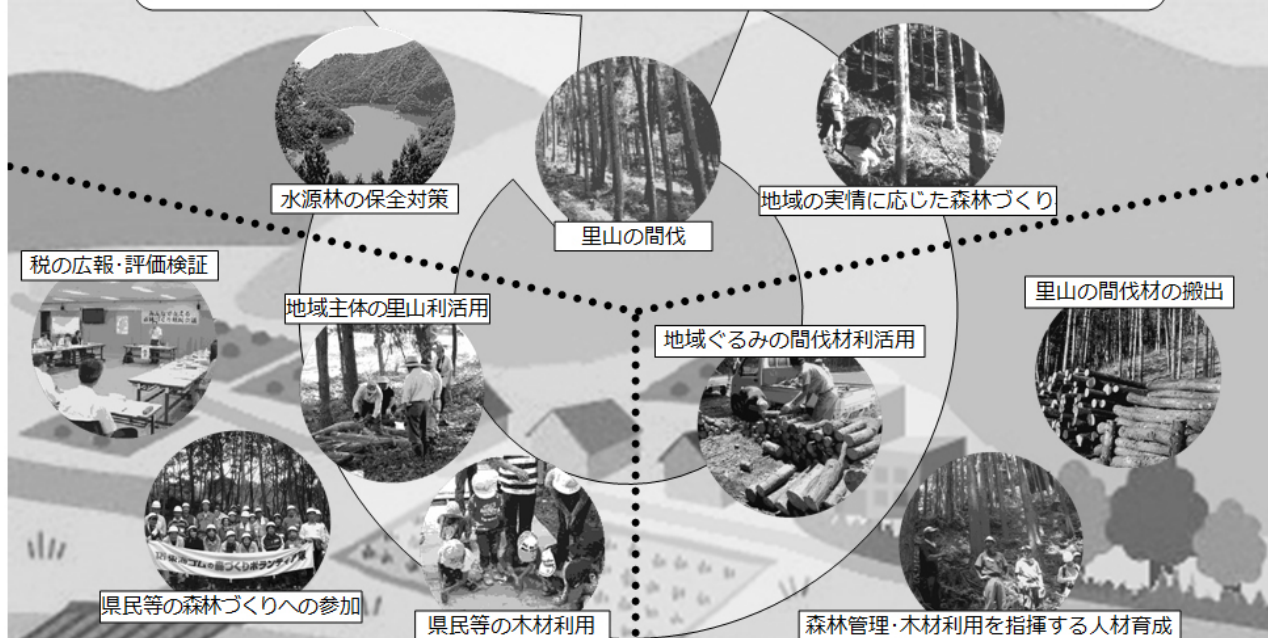 水源林の保全対策
里山の間伐
地域の実情に応じた森林づくり
税の広報・評価検証
地域主体の里山利活用
地域ぐるみの間伐材利活用
里山の間伐材の搬出
県民等の森林づくりへの参加
県民等の木材利用
森林管理・木材利用を指揮する人材育成